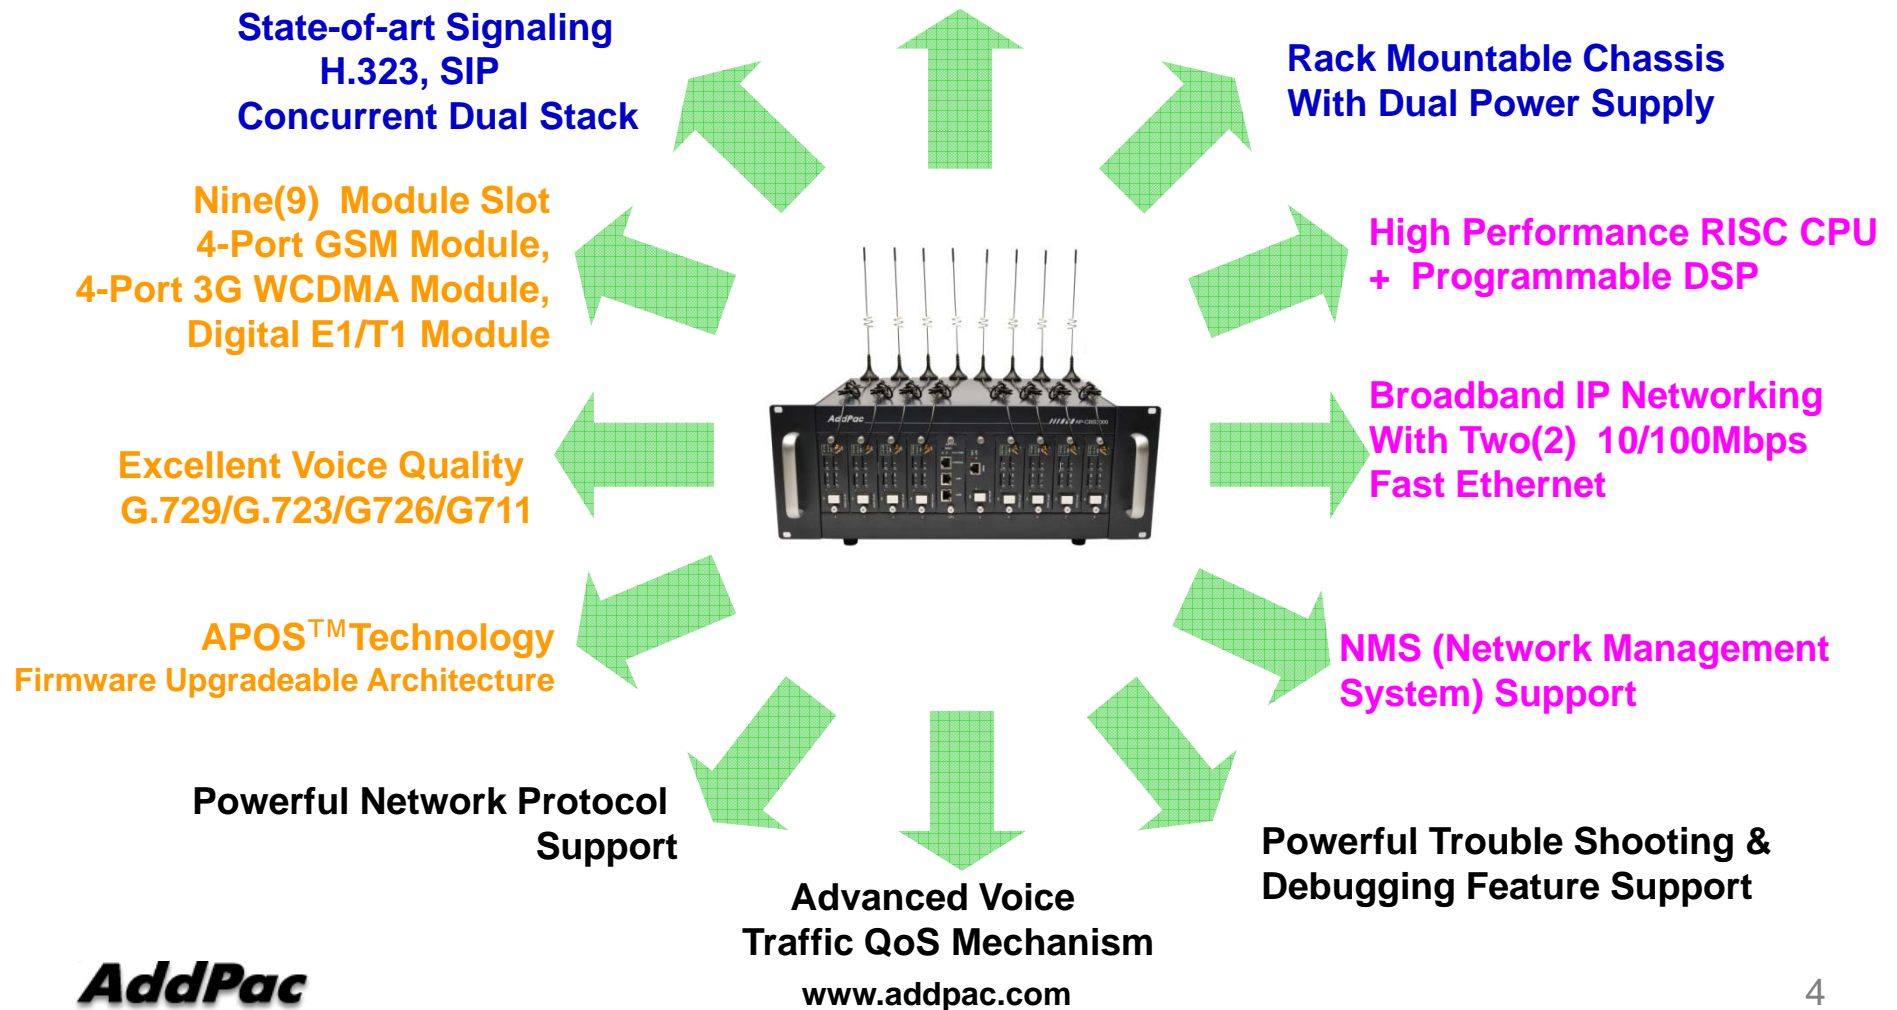 State-of-art Signaling
H.323, SIP
Concurrent Dual Stack
Rack Mountable Chassis
With Dual Power Supply
Nine(9) Module Slot
4-Port GSM Module,
4-Port 3G WCDMA Module,
Digital E1/T1 Module
High Performance RISC CPU
+ Programmable DSP
Excellent Voice Quality
G.729/G.723/G726/G711
Broadband IP Networking
With Two(2) 10/100Mbps
Fast Ethernet
AddPac
APOS™Technology
Firmware Upgradeable Architecture
NMS (Network Management
System) Support
Powerful Network Protocol
Support
Advanced Voice
Traffic QoS Mechanism
Powerful Trouble Shooting &
Debugging Feature Support
AddPac
www.addpac.com
4